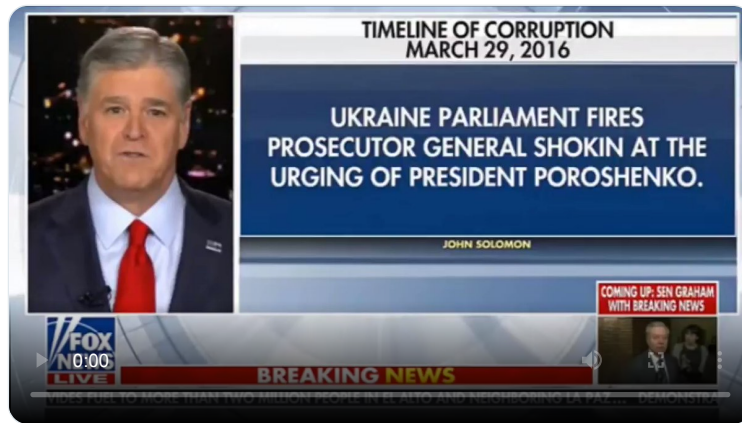 TIMELINE OF CORRUPTION
MARCH 29, 2016
UKRAINE PARLIAMENT FIRES
PROSECUTOR GENERAL SHOKIN AT THE
URGING OF PRESIDENT POROSHENKO.
JOHN SOLOMON
COMING UP: SEN GRAHAM
WITH BREAKING NEWS
FOX
NEWS
0:00
LIVE
BREAKING NEWS
VIDES FUEL TO MORE THAN TWO MILLION PEOPLE IN EL ALTO AND NEIGHBORING LA PAZ.... DEMONSTRA